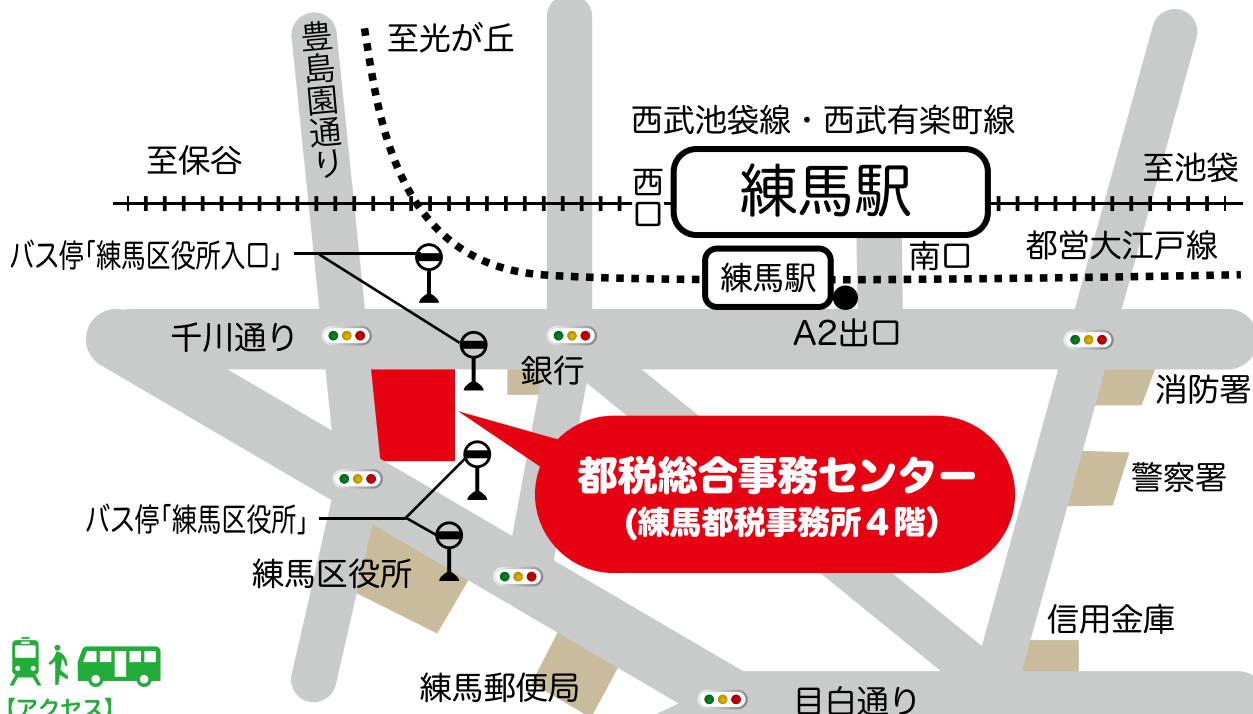 至光が丘
豊島園通り
西武池袋線・西武有楽町線
至保谷
西口
練馬駅
至池袋
バス停「練馬区役所入口」
練馬駅
南口
都営大江戸線
千川通り
A2出口
銀行
消防署
都税総合事務センター
(練馬都税事務所4階)
警察署
バス停「練馬区役所」
練馬区役所
信用金庫
練馬郵便局
目白通り
【アクセス】